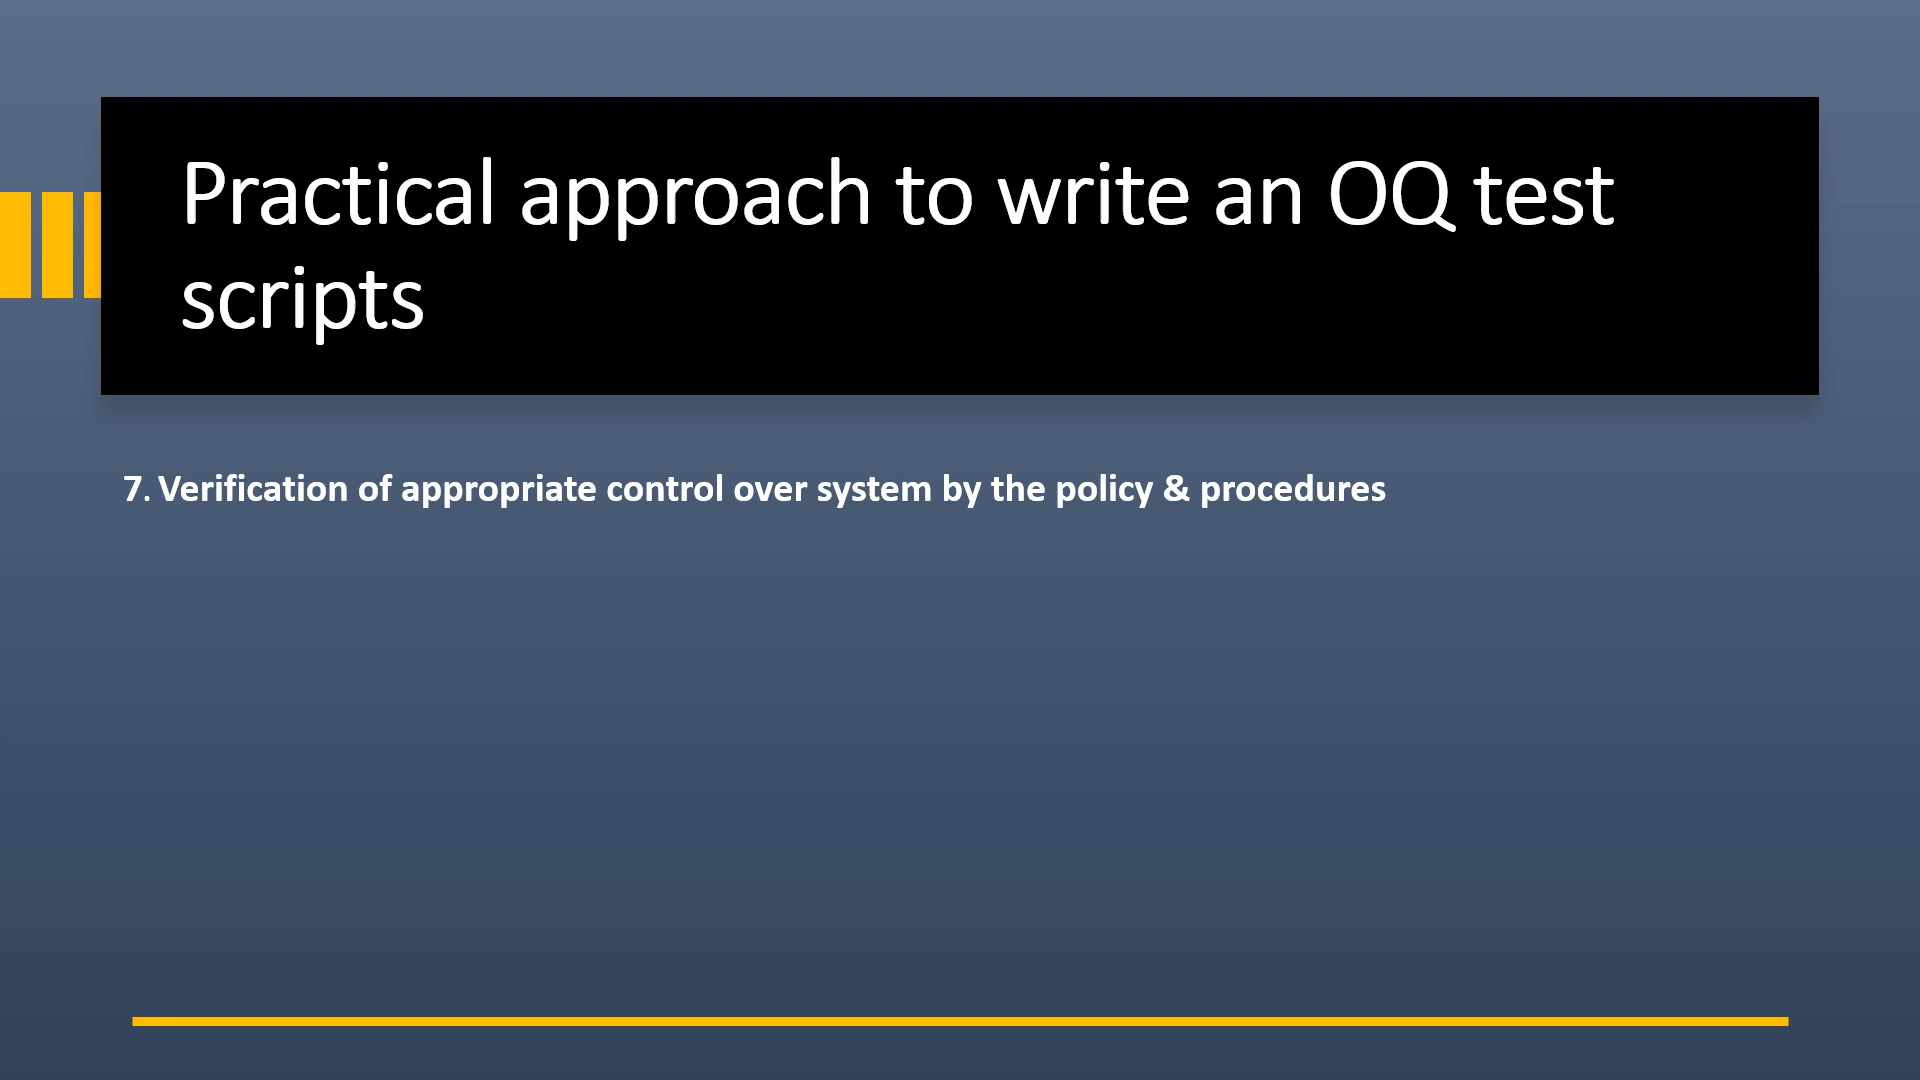 Practical approach to write an OQ test
scripts
7. Verification of appropriate control over system by the policy & procedures